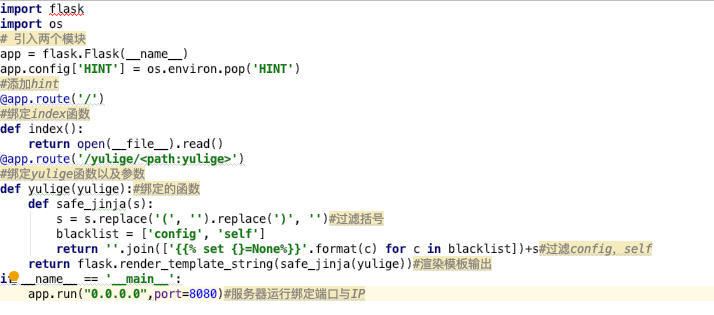 import flask
import os
# 引入两个模块
app = flask.Flask(__name__)
app.config['HINT'] = os.environ.pop('HINT')
#添加hint
@app.route('/')
#绑定index函数
def index():
    return open(__file__).read()
@app.route('/yulige/<path:yulige>')
#绑定yulige函数以及参数
def yulige(yulige):#绑定的函数
    def safe_jinja(s):
        s = s.replace('(', '').replace(')', '')#过滤括号
        blacklist = ['config', 'self']
        return ''.join(['{{% set {}=None%}}'.format(c) for c in blacklist])+s#过滤config, self
    return flask.render_template_string(safe_jinja(yulige))#渲染模板输出
if __name__ == '__main__':
    app.run("0.0.0.0",port=8080)#服务器运行绑定端口与IP